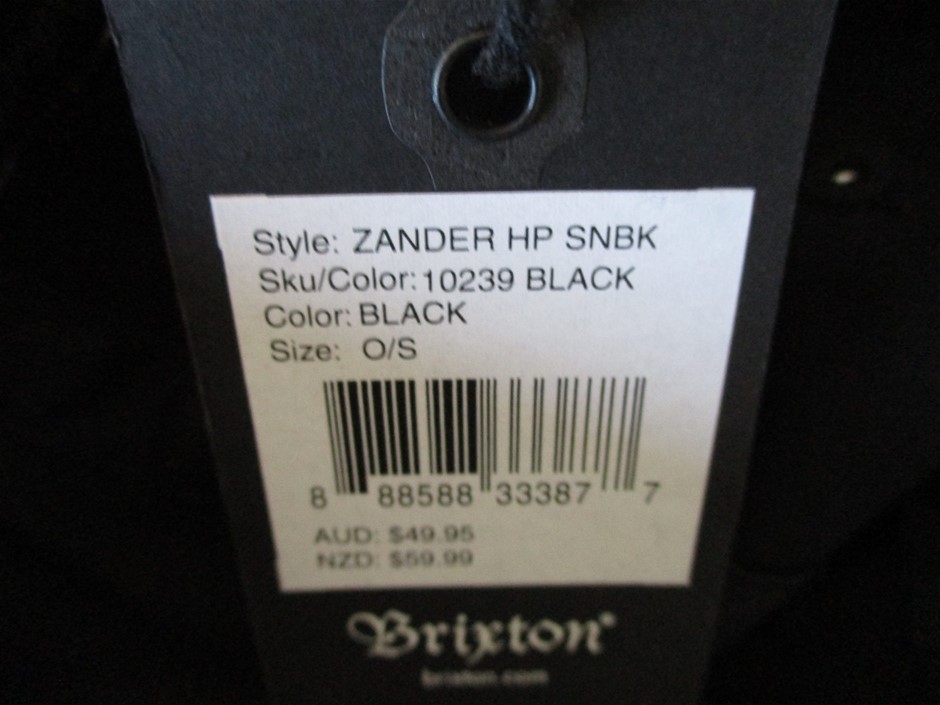 Style: ZANDER HP SNBK
Sku/Color: 10239 BLACK
Color: BLACK
Size: O/S
8 88588 33387 7
AUD: $49.95
NZD: $59.99
Brixton®
brixton.com